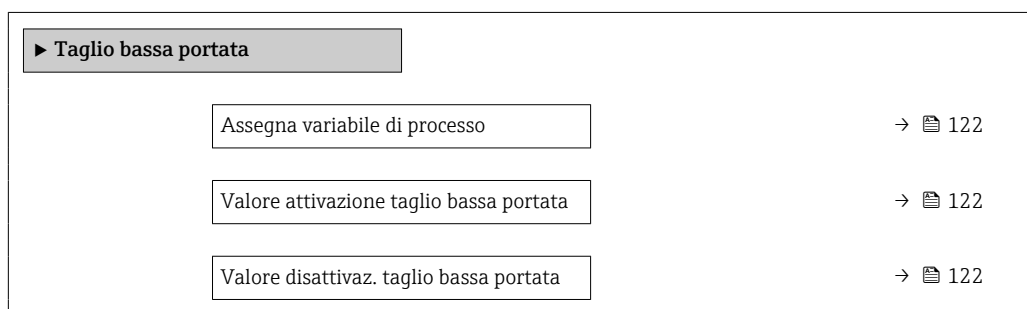 ▶ Taglio bassa portata
Assegna variabile di processo → 122
Valore attivazione taglio bassa portata → 122
Valore disattivaz. taglio bassa portata → 122